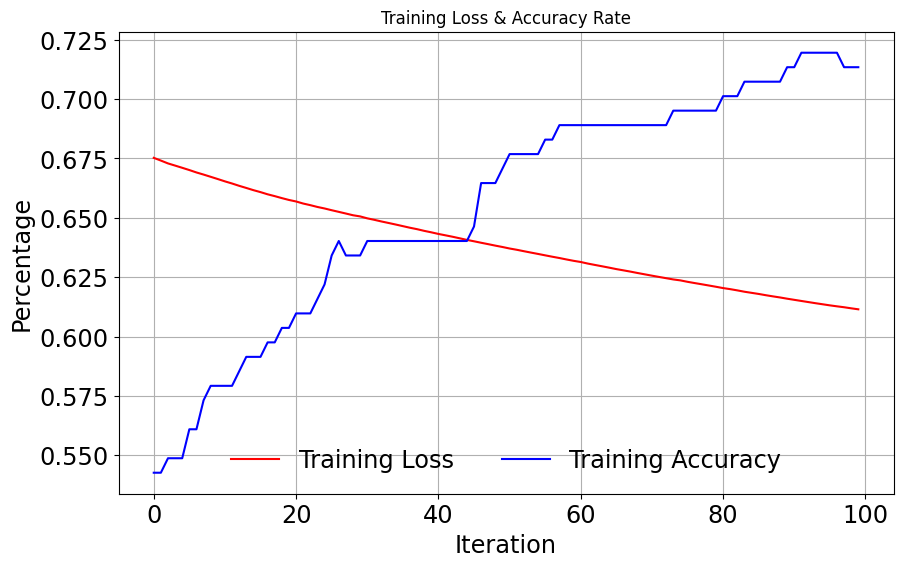 Training Loss & Accuracy Rate
Percentage
0.725
0.700
0.675
0.650
0.625
0.600
0.575
0.550
Training Loss
Training Accuracy
0 20 40 60 80 100
Iteration